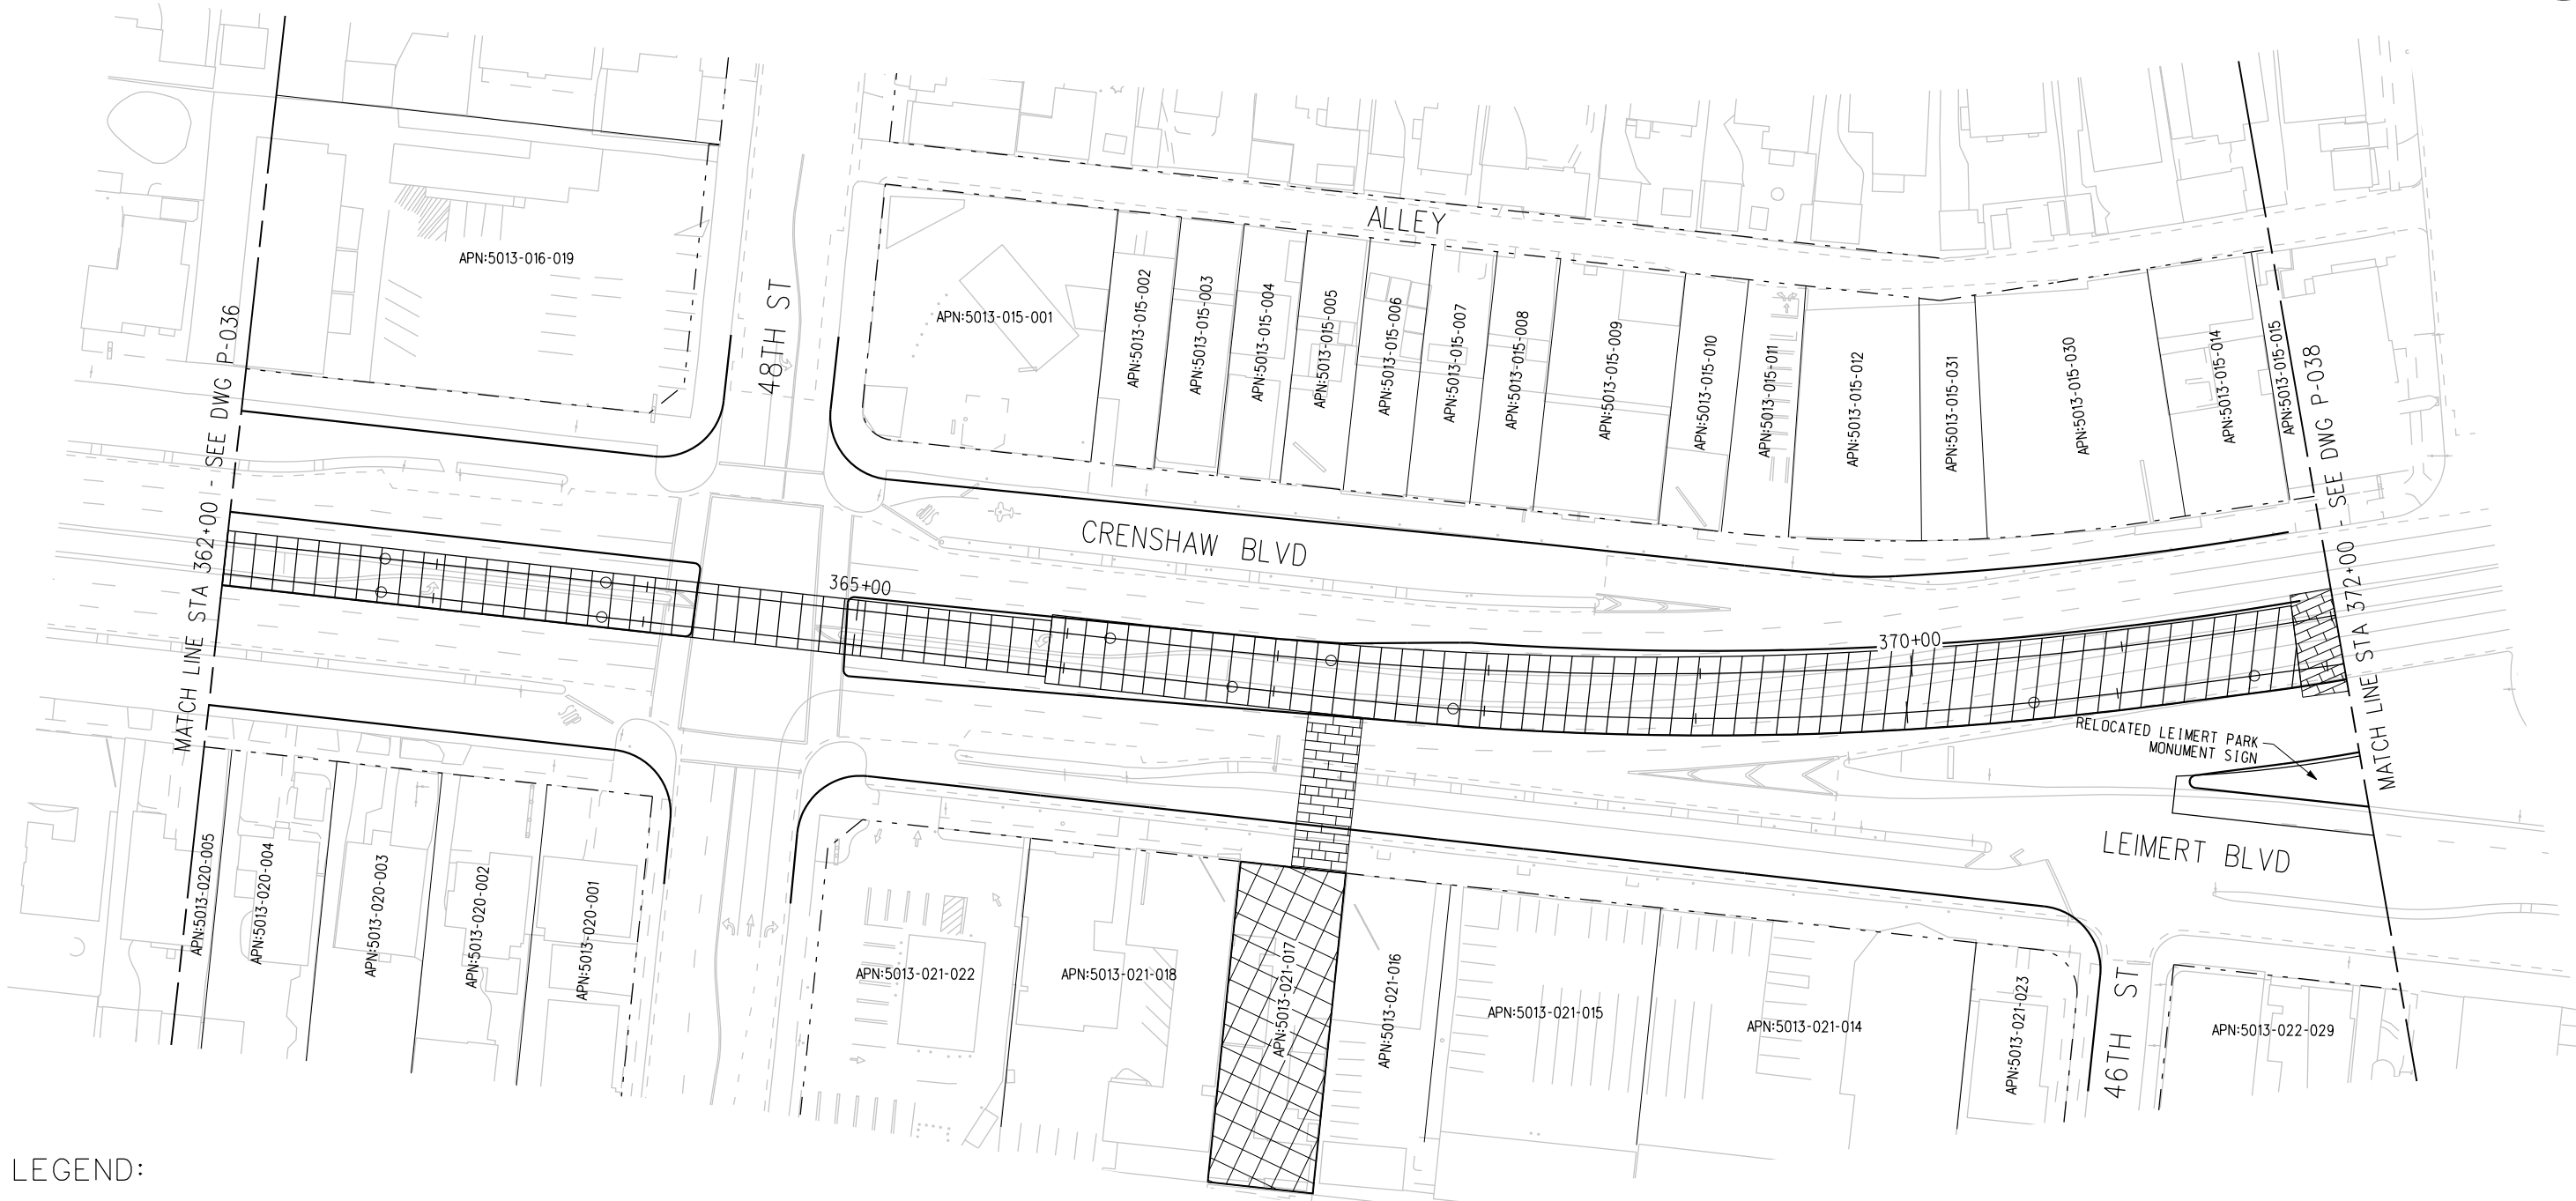 ALLEY
APN:5013-016-019
48TH ST
APN:5013-015-001
APN:5013-015-002
APN:5013-015-003
APN:5013-015-004
APN:5013-015-005
APN:5013-015-006
APN:5013-015-007
APN:5013-015-008
APN:5013-015-009
APN:5013-015-010
APN:5013-015-011
APN:5013-015-012
APN:5013-015-031
APN:5013-015-030
APN:5013-015-014
APN:5013-015-015
MATCH LINE STA 362+00 - SEE DWG P-036
MATCH LINE STA 372+00 - SEE DWG P-038
CRENSHAW BLVD
365+00
370+00
RELOCATED LEIMERT PARK
MONUMENT SIGN
LEIMERT BLVD
APN:5013-020-005
APN:5013-020-004
APN:5013-020-003
APN:5013-020-002
APN:5013-020-001
APN:5013-021-022
APN:5013-021-018
APN:5013-021-017
APN:5013-021-016
APN:5013-021-015
APN:5013-021-014
APN:5013-021-023
46TH ST
APN:5013-022-029
LEGEND: